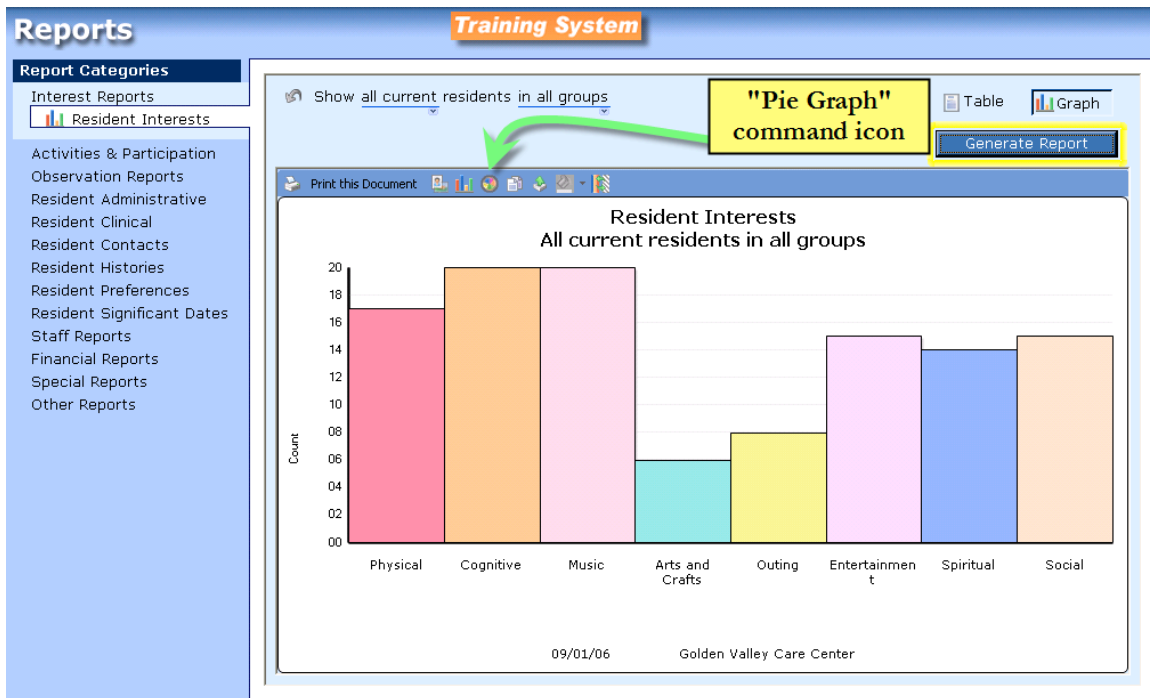 Reports
Training System
Report Categories
Interest Reports
Resident Interests
Activities & Participation
Observation Reports
Resident Administrative
Resident Clinical
Resident Contacts
Resident Histories
Resident Preferences
Resident Significant Dates
Staff Reports
Financial Reports
Special Reports
Other Reports
Show all current residents in all groups
"Pie Graph"
command icon
Table
Graph
Generate Report
Print this Document
Resident Interests
All current residents in all groups
20
18
16
14
12
10
08
06
04
02
00
Count
Physical
Cognitive
Music
Arts and
Crafts
Outing
Entertainmen
t
Spiritual
Social
09/01/06
Golden Valley Care Center